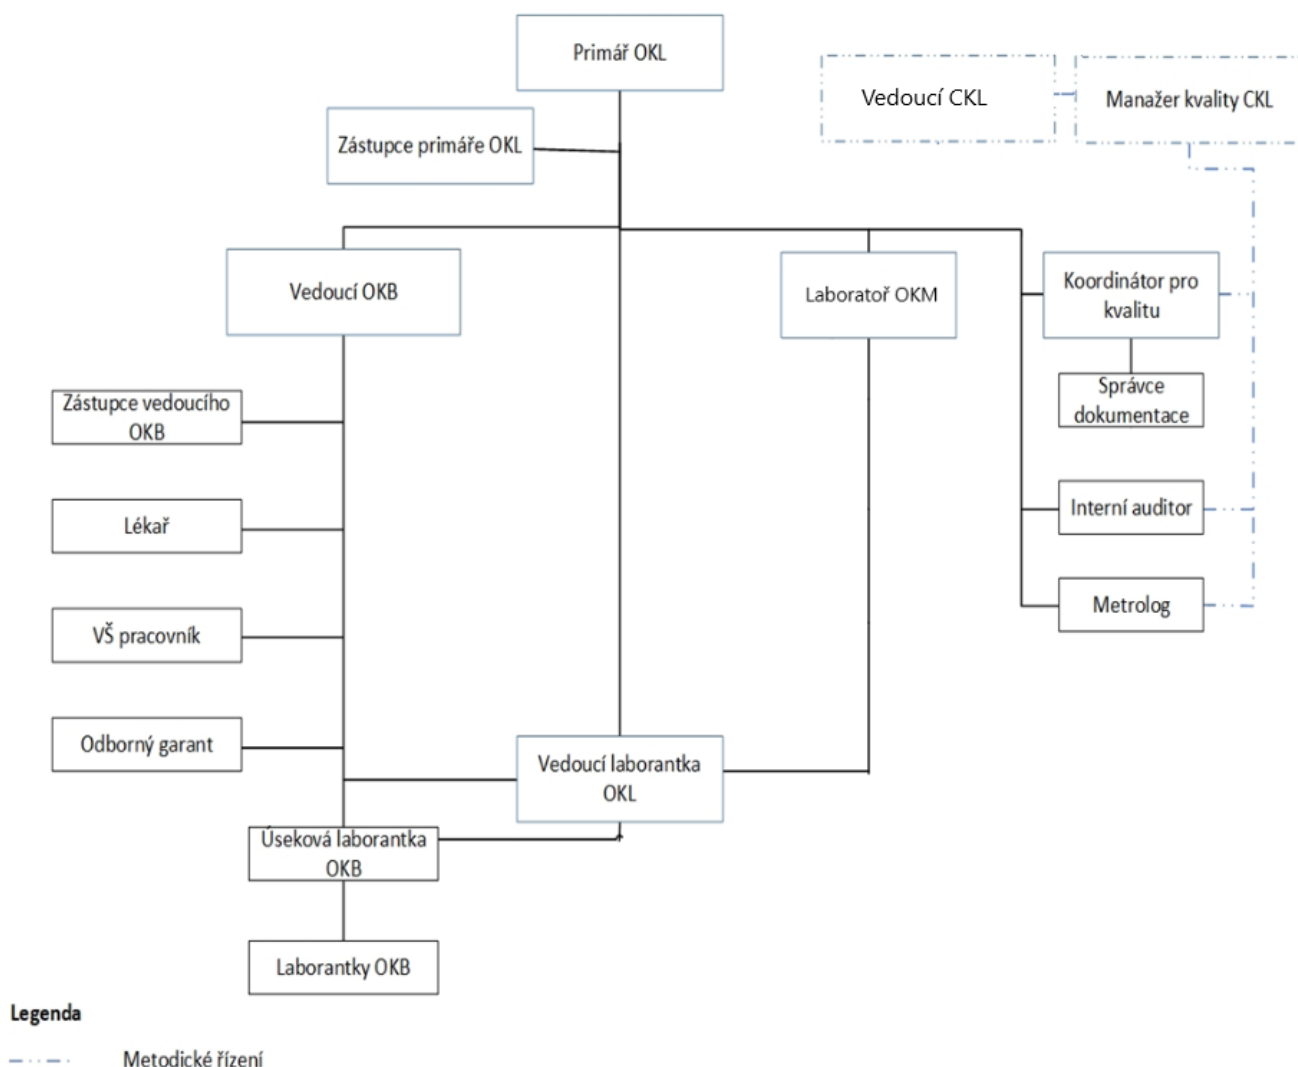 Primář OKL
Vedoucí CKL
Manažer kvality CKL
Zástupce primáře OKL
Vedoucí OKB
Laboratoř OKM
Koordinátor pro
kvalitu
Správce
dokumentace
Zástupce vedoucího
OKB
Interní auditor
Lékař
Metrolog
VŠ pracovník
Odborný garant
Vedoucí laborantka
OKL
Úseková laborantka
OKB
Laborantky OKB
Legenda
Metodické řízení